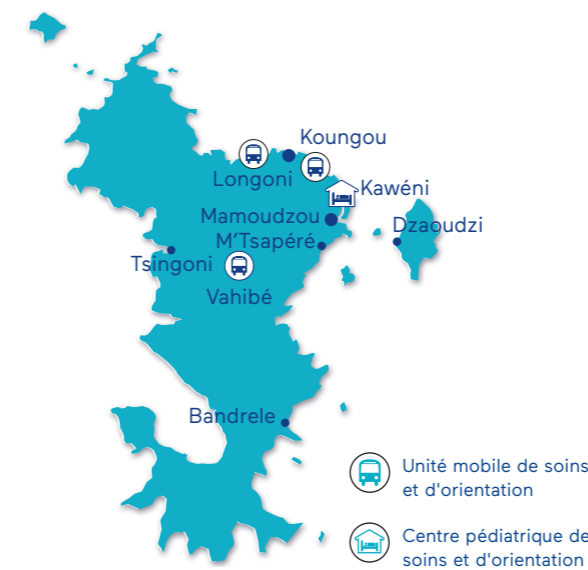 Koungou
Longoni
Kawéni
Mamoudzou
Dzaoudzi
M'Tsapéré
Tsingoni
Vahibé
Bandrele
Unité mobile de soins
et d'orientation
Centre pédiatrique de
soins et d'orientation